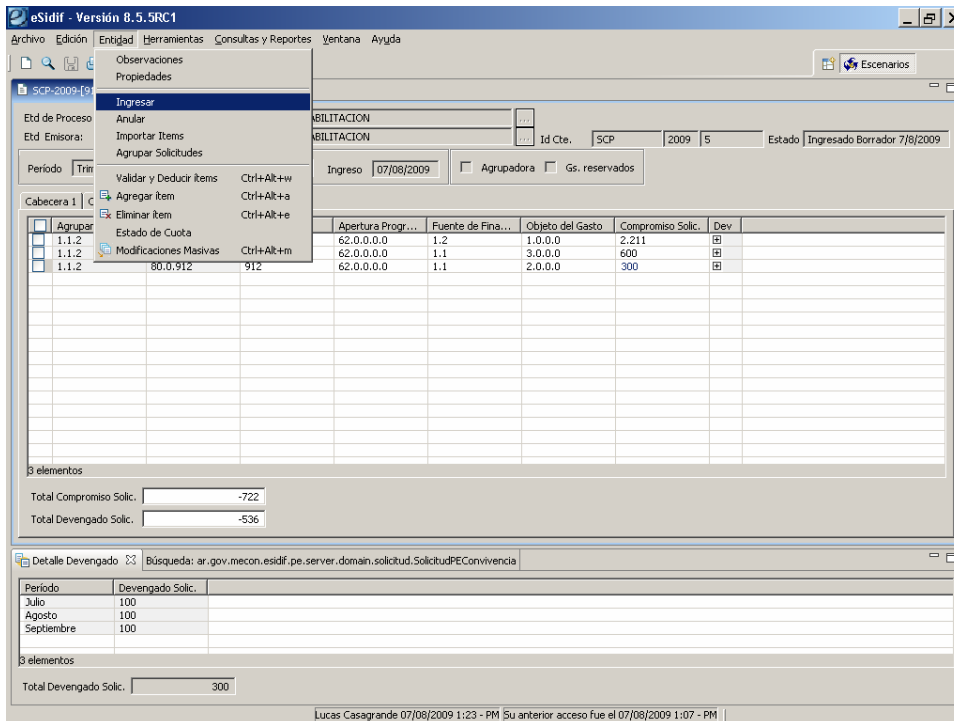 eSidif - Versión 8.5.5RC1
Archivo Edición Entidad Herramientas Consultas y Reportes Ventana Ayuda
Escenarios
Observaciones
Propiedades
Ingresar
Anular
Importar Items
Agrupar Solicitudes
Validar y Deducir ítems Ctrl+Alt+w
Agregar ítem Ctrl+Alt+a
Eliminar ítem Ctrl+Alt+e
Estado de Cuota
Modificaciones Masivas Ctrl+Alt+m
SCP-2009-[91
Etd de Proceso ABILITACION ...
Etd Emisora: ABILITACION ... Id Cte. SCP 2009 5 Estado Ingresado Borrador 7/8/2009
Período Trim Ingreso 07/08/2009 Agrupadora Gs. reservados
Cabecera 1 C
Agrupar Apertura Progr... Fuente de Fina... Objeto del Gasto Compromiso Solic. Dev
1.1.2 62.0.0.0.0 1.2 1.0.0.0 2.211
1.1.2 62.0.0.0.0 1.1 3.0.0.0 600
1.1.2 80.0.912 912 62.0.0.0.0 1.1 2.0.0.0 300
3 elementos
Total Compromiso Solic. -722
Total Devengado Solic. -536
Detalle Devengado Búsqueda: ar.gov.mecon.esidif.pe.server.domain.solicitud.SolicitudPEConvivencia
Período Devengado Solic.
Julio 100
Agosto 100
Septiembre 100
3 elementos
Total Devengado Solic. 300
Lucas Casagrande 07/08/2009 1:23 - PM Su anterior acceso fue el 07/08/2009 1:07 - PM